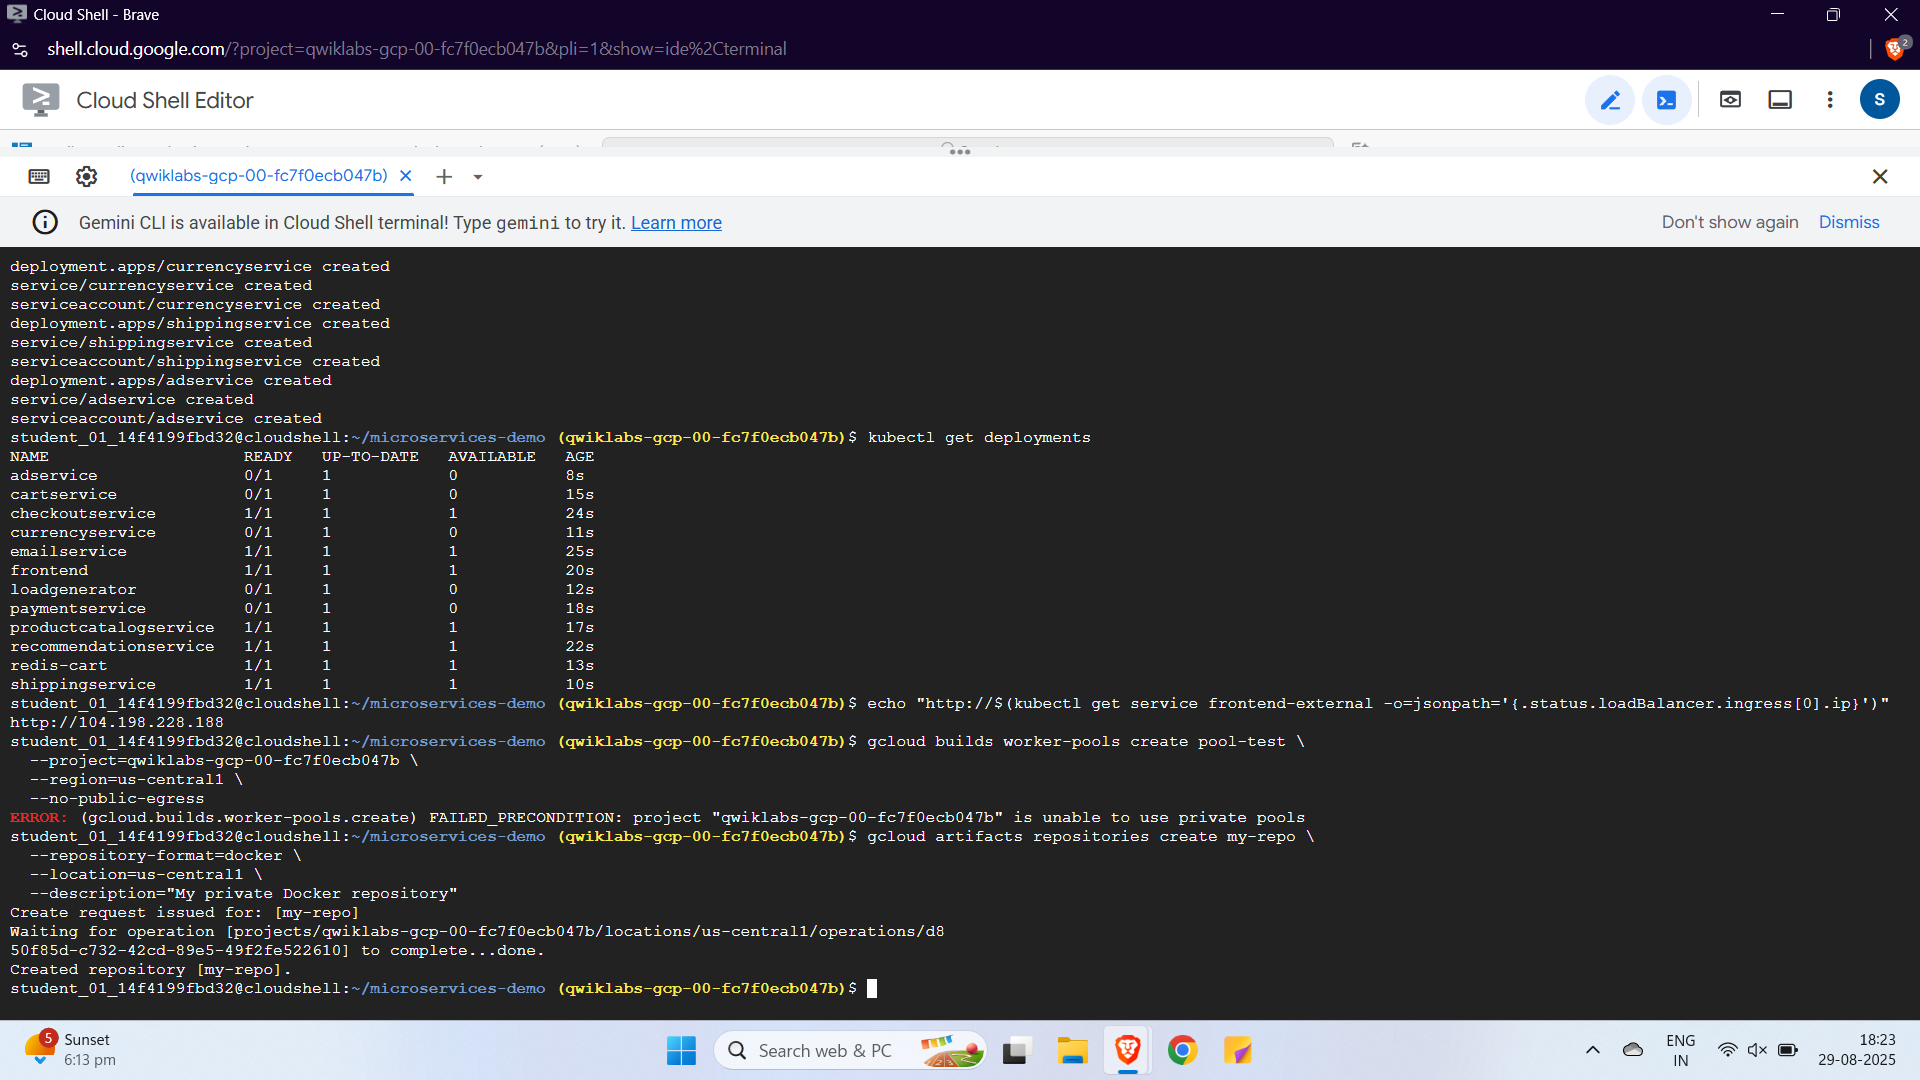 Cloud Shell - Brave
shell.cloud.google.com/?project=qwiklabs-gcp-00-fc7f0ecb047b&pli=1&show=ide%2Cterminal
2
Cloud Shell Editor
S
(qwiklabs-gcp-00-fc7f0ecb047b)
Gemini CLI is available in Cloud Shell terminal! Type gemini to try it. Learn more
Don't show again
Dismiss
deployment.apps/currencyservice created
service/currencyservice created
serviceaccount/currencyservice created
deployment.apps/shippingservice created
service/shippingservice created
serviceaccount/shippingservice created
deployment.apps/adservice created
service/adservice created
serviceaccount/adservice created
student_01_14f4199fbd32@cloudshell:~/microservices-demo (qwiklabs-gcp-00-fc7f0ecb047b)$ kubectl get deployments
NAME READY UP-TO-DATE AVAILABLE AGE
adservice 0/1 1 0 8s
cartservice 0/1 1 0 15s
checkoutservice 1/1 1 1 24s
currencyservice 0/1 1 0 11s
emailservice 1/1 1 1 25s
frontend 1/1 1 1 20s
loadgenerator 0/1 1 0 12s
paymentservice 0/1 1 0 18s
productcatalogservice 1/1 1 1 17s
recommendationservice 1/1 1 1 22s
redis-cart 1/1 1 1 13s
shippingservice 1/1 1 1 10s
student_01_14f4199fbd32@cloudshell:~/microservices-demo (qwiklabs-gcp-00-fc7f0ecb047b)$ echo "http://$(kubectl get service frontend-external -o=jsonpath='{.status.loadBalancer.ingress[0].ip}')"
http://104.198.228.188
student_01_14f4199fbd32@cloudshell:~/microservices-demo (qwiklabs-gcp-00-fc7f0ecb047b)$ gcloud builds worker-pools create pool-test \
--project=qwiklabs-gcp-00-fc7f0ecb047b \
--region=us-central1 \
--no-public-egress
ERROR: (gcloud.builds.worker-pools.create) FAILED_PRECONDITION: project "qwiklabs-gcp-00-fc7f0ecb047b" is unable to use private pools
student_01_14f4199fbd32@cloudshell:~/microservices-demo (qwiklabs-gcp-00-fc7f0ecb047b)$ gcloud artifacts repositories create my-repo \
--repository-format=docker \
--location=us-central1 \
--description="My private Docker repository"
Create request issued for: [my-repo]
Waiting for operation [projects/qwiklabs-gcp-00-fc7f0ecb047b/locations/us-central1/operations/d8
50f85d-c732-42cd-89e5-49f2fe522610] to complete...done.
Created repository [my-repo].
student_01_14f4199fbd32@cloudshell:~/microservices-demo (qwiklabs-gcp-00-fc7f0ecb047b)$
5
Sunset
6:13 pm
Search web & PC
ENG
IN
18:23
29-08-2025